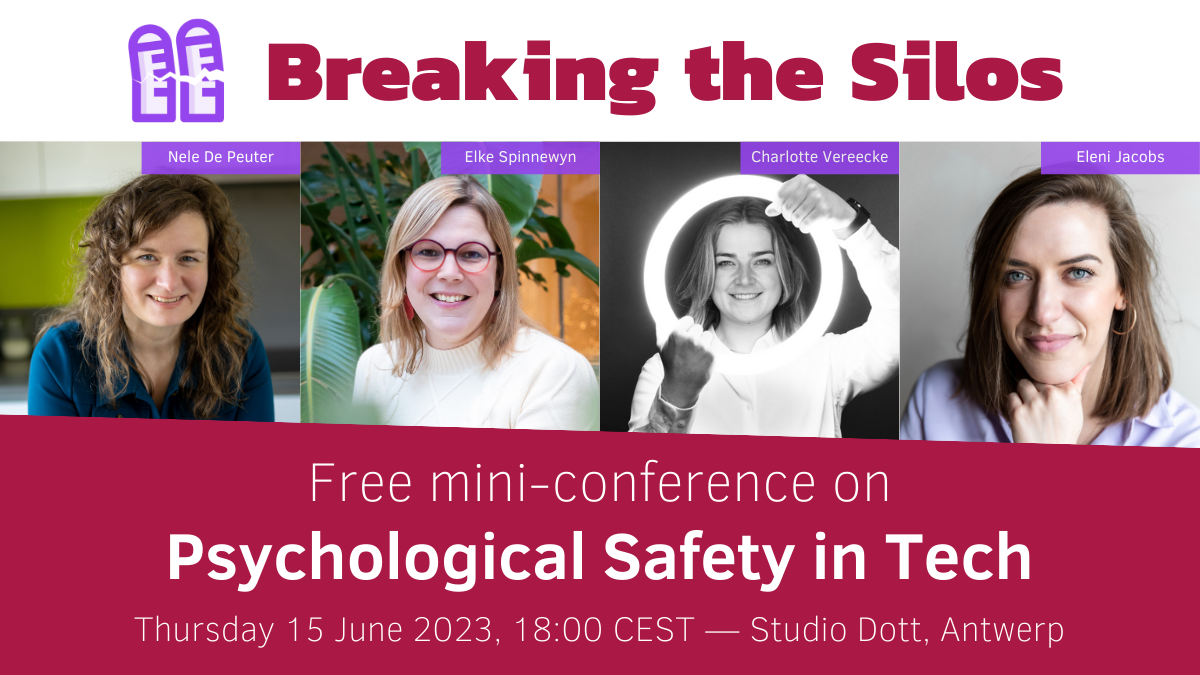 Breaking the Silos
Nele De Peuter
Elke Spinnewyn
Charlotte Vereecke
Eleni Jacobs
Free mini-conference on
Psychological Safety in Tech
Thursday 15 June 2023, 18:00 CEST — Studio Dott, Antwerp